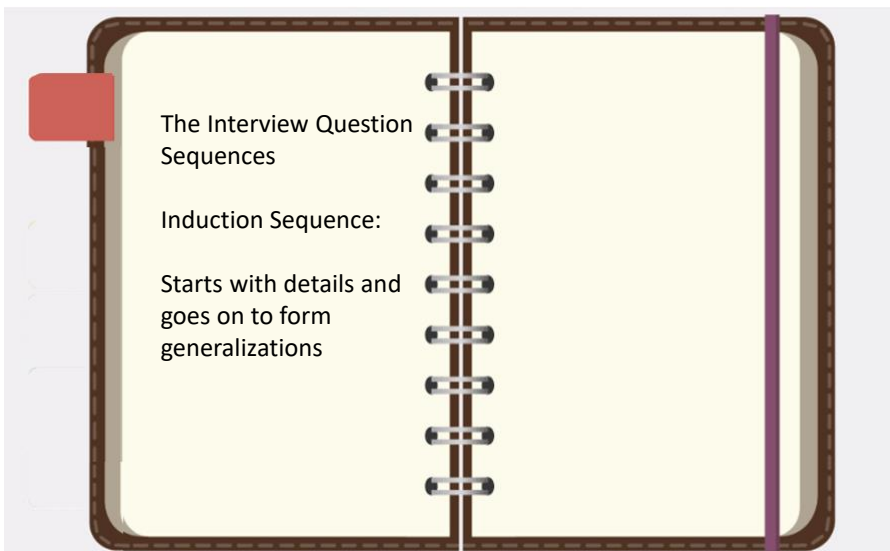 The Interview Question
Sequences
Induction Sequence:
Starts with details and
goes on to form
generalizations